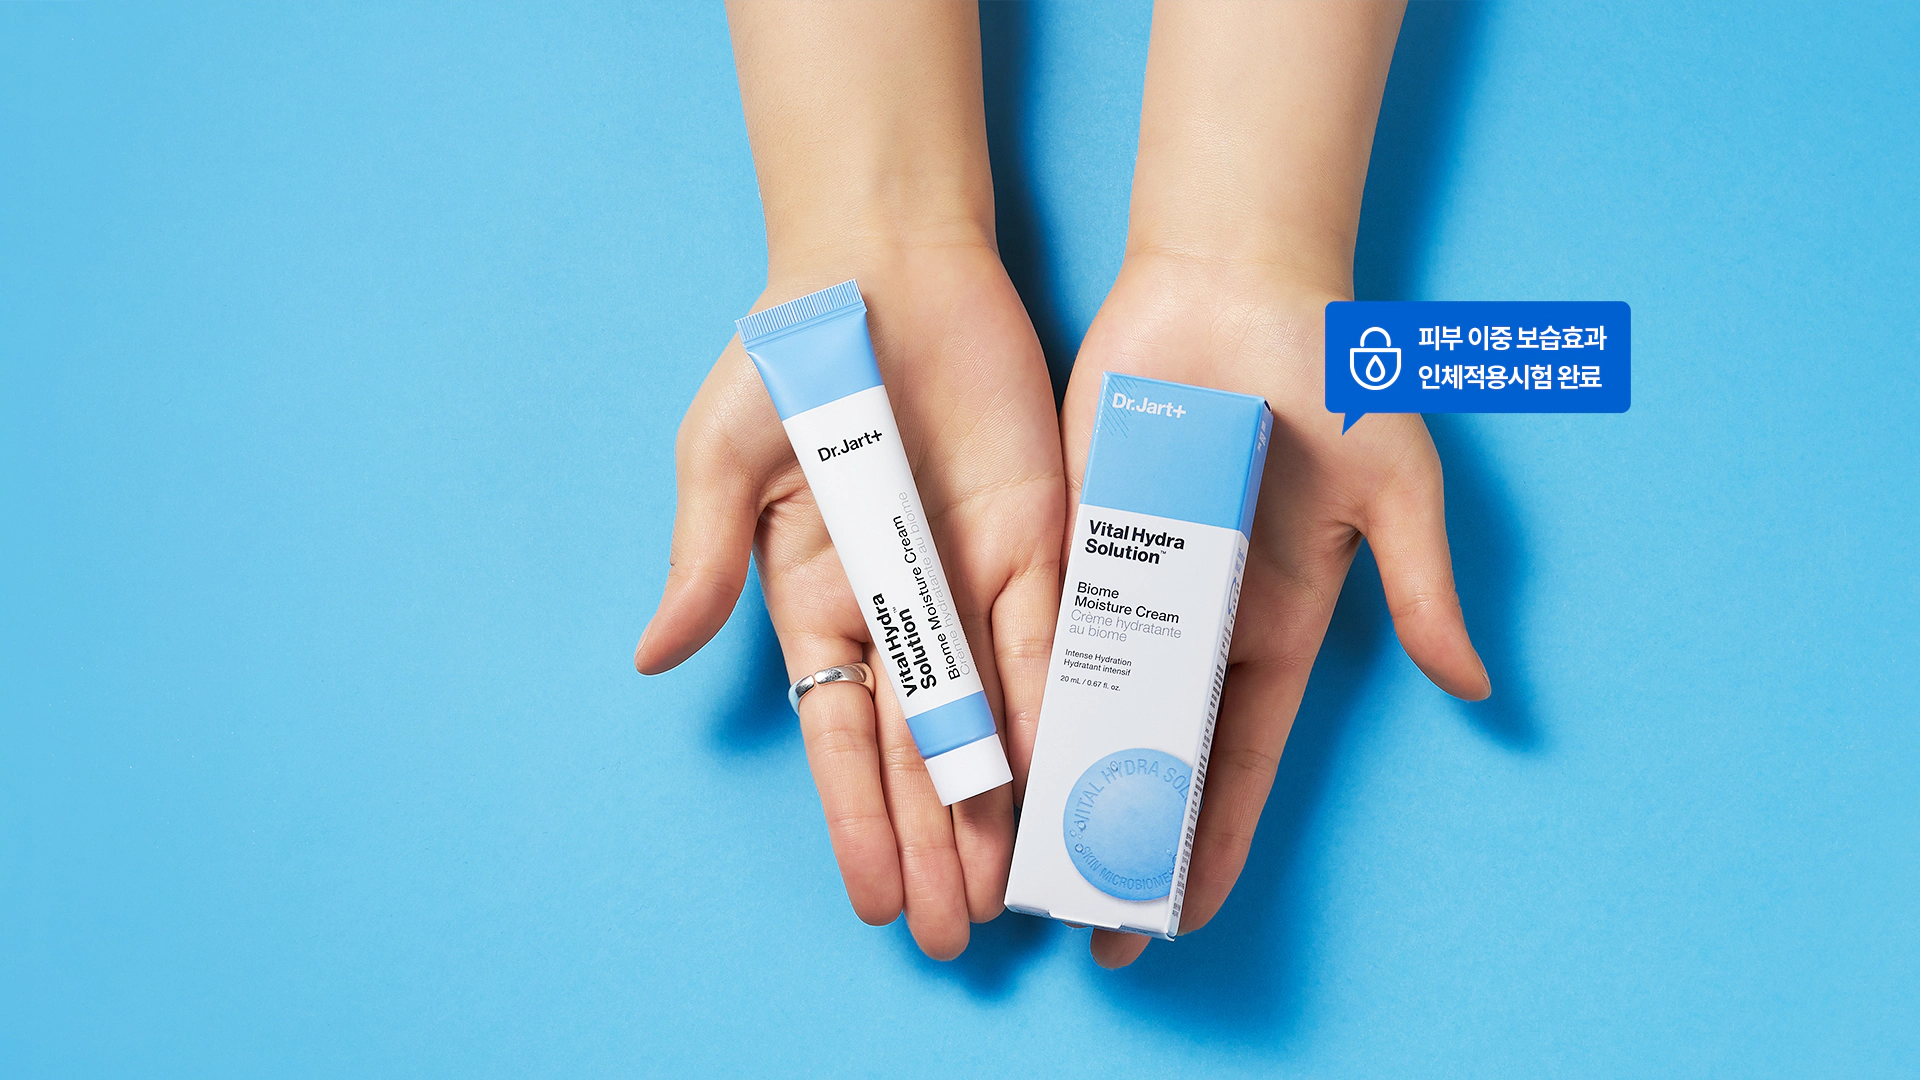 Dr.Jart+
Vital Hydra
Solution™
Biome Moisture Cream
Crème hydratante au biome
Dr.Jart+
Vital Hydra
Solution™
Biome
Moisture Cream
Crème hydratante
au biome
Intense Hydration
Hydratant intensif
20 mL / 0.67 fl. oz.
VITAL HYDRA SOL
SKIN MICROBIOME
피부 이중 보습효과
인체적용시험 완료